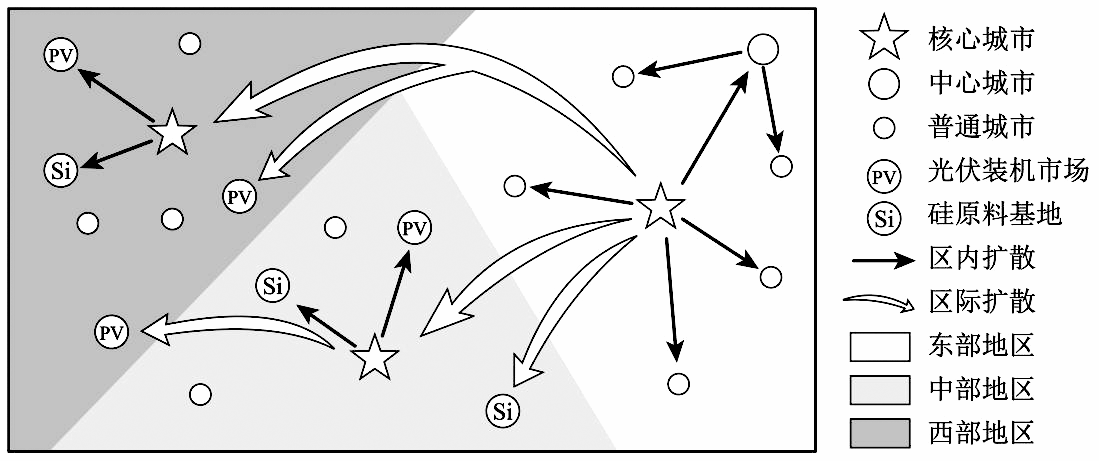 PV
Si
PV
PV
Si
PV
Si
核心城市
中心城市
普通城市
PV 光伏装机市场
Si 硅原料基地
区内扩散
区际扩散
东部地区
中部地区
西部地区